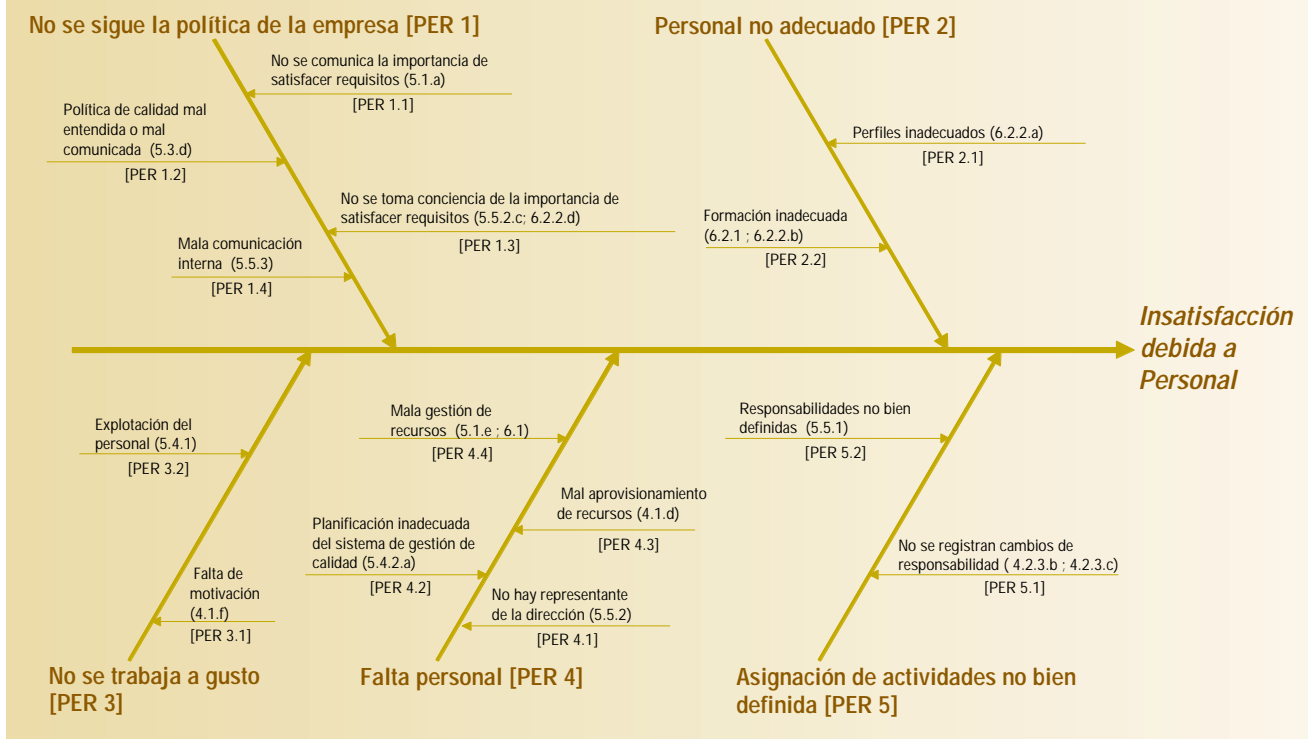 No se sigue la política de la empresa [PER 1]
No se comunica la importancia de
satisfacer requisitos (5.1.a)
[PER 1.1]
Política de calidad mal
entendida o mal
comunicada  (5.3.d)
[PER 1.2]
No se toma conciencia de la importancia de
satisfacer requisitos (5.5.2.c; 6.2.2.d)
[PER 1.3]
Mala comunicación
interna  (5.5.3)
[PER 1.4]
Personal no adecuado [PER 2]
Perfiles inadecuados (6.2.2.a)
[PER 2.1]
Formación inadecuada
(6.2.1 ; 6.2.2.b)
[PER 2.2]
Insatisfacción
debida a
Personal
Explotación del
personal (5.4.1)
[PER 3.2]
Falta de
motivación
(4.1.f)
[PER 3.1]
No se trabaja a gusto
[PER 3]
Mala gestión de
recursos  (5.1.e ; 6.1)
[PER 4.4]
Mal aprovisionamiento
de recursos (4.1.d)
[PER 4.3]
Planificación inadecuada
del sistema de gestión de
calidad (5.4.2.a)
[PER 4.2]
No hay representante
de la dirección (5.5.2)
[PER 4.1]
Falta personal [PER 4]
Responsabilidades no bien
definidas  (5.5.1)
[PER 5.2]
No se registran cambios de
responsabilidad ( 4.2.3.b ; 4.2.3.c)
[PER 5.1]
Asignación de actividades no bien
definida [PER 5]